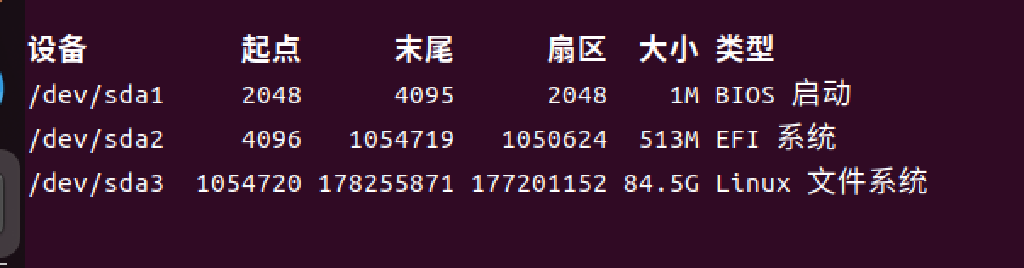 设备 起点 末尾 扇区 大小 类型
/dev/sda1 2048 4095 2048 1M BIOS 启动
/dev/sda2 4096 1054719 1050624 513M EFI 系统
/dev/sda3 1054720 178255871 177201152 84.5G Linux 文件系统